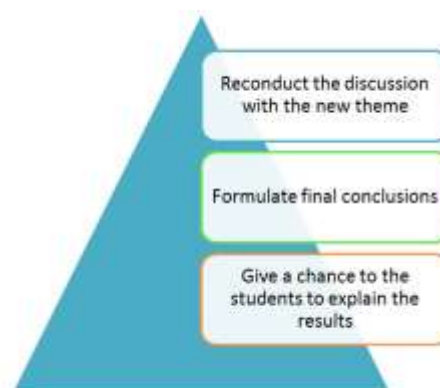 Reconduct the discussion
with the new theme
Formulate final conclusions
Give a chance to the
students to explain the
results